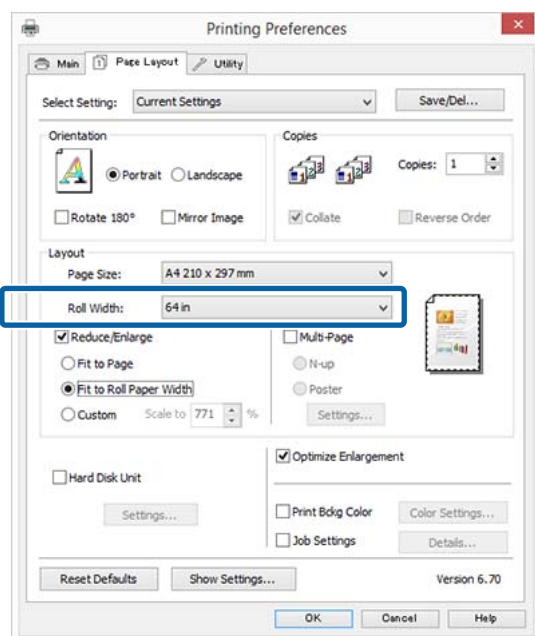 Printing Preferences
Main Page Layout Utility
Select Setting: Current Settings Save/Del...
Orientation Copies
Portrait Landscape Copies: 1
Rotate 180° Mirror Image Collate Reverse Order
Layout
Page Size: A4 210 x 297 mm
Roll Width: 64 in
Reduce/Enlarge Multi-Page
Fit to Page N-up
Fit to Roll Paper Width Poster
Custom Scale to 771 % Settings...
Optimize Enlargement
Hard Disk Unit
Settings... Print Bckg Color Color Settings...
Job Settings Details...
Reset Defaults Show Settings... Version 6.70
OK Cancel Help